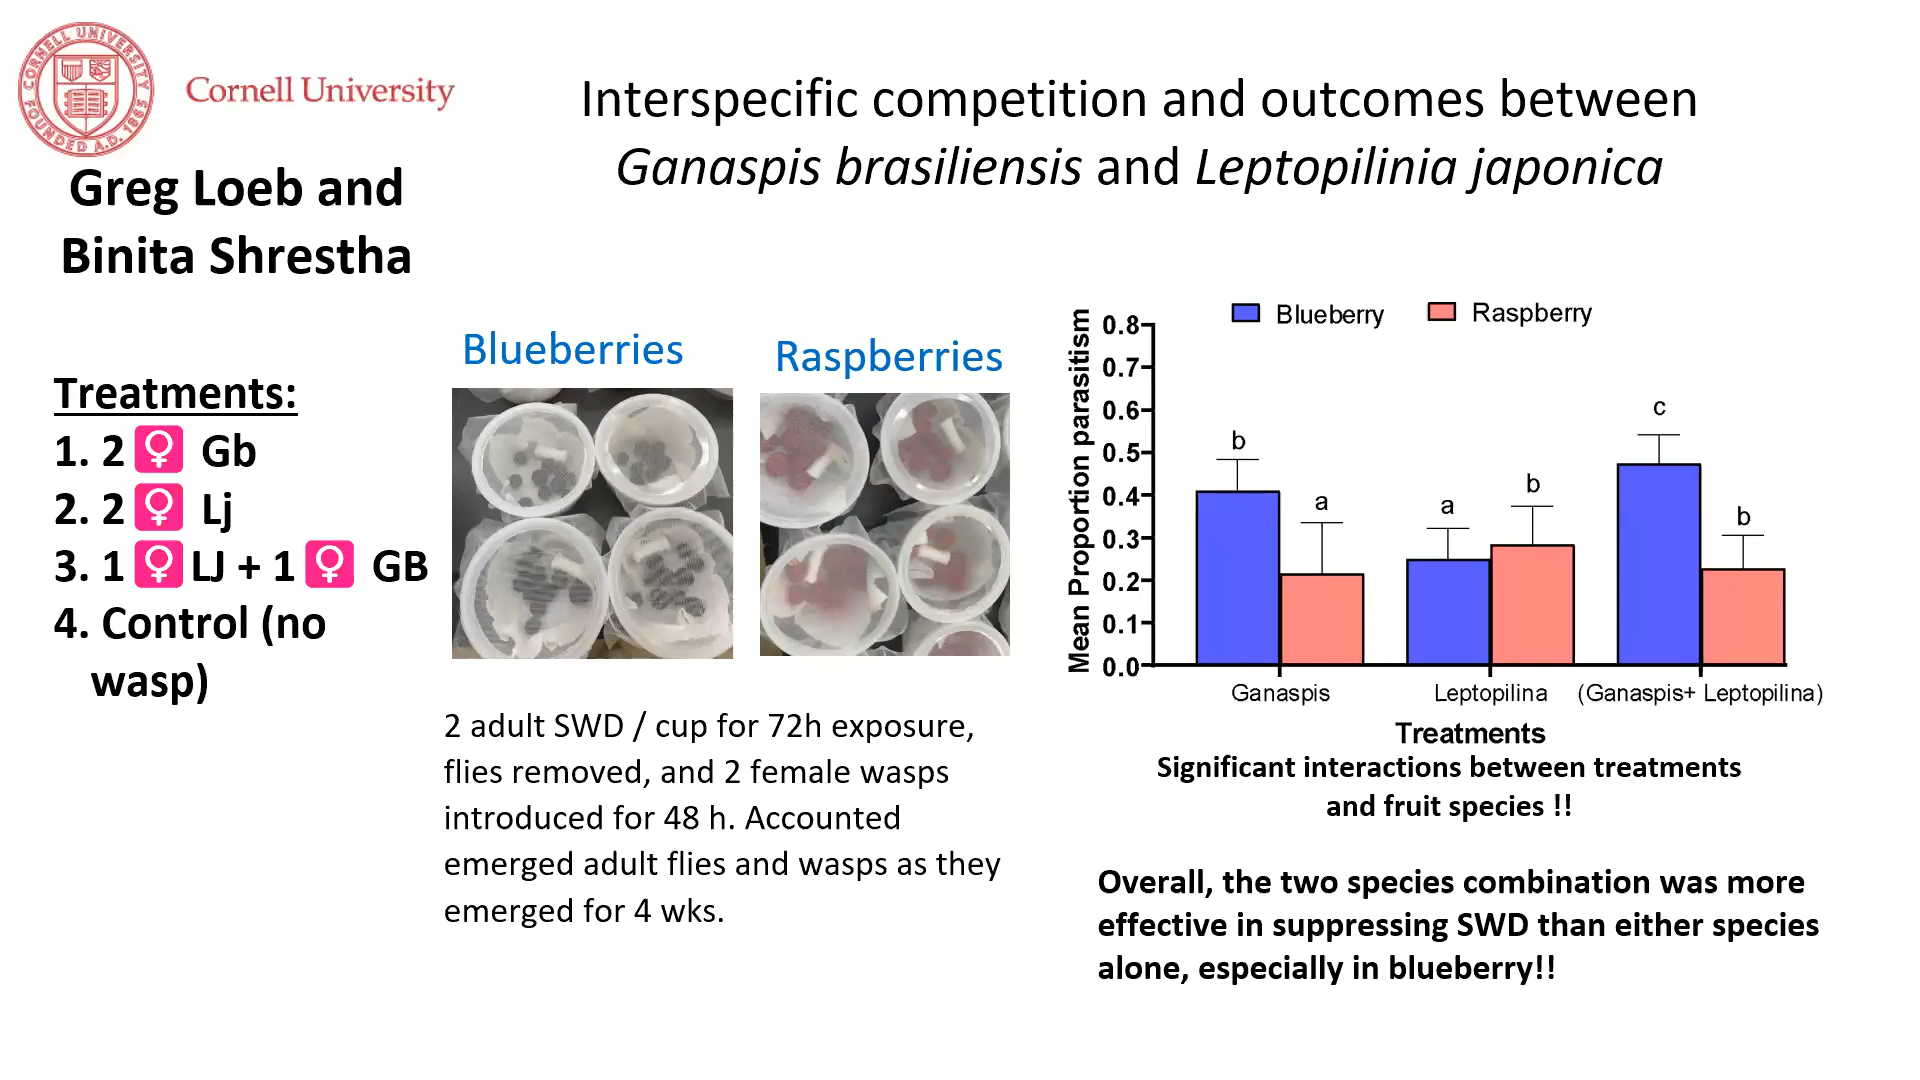 CORNELL UNIVERSITY
FOUNDED A.D. 1865
Cornell University
Interspecific competition and outcomes between
Ganaspis brasiliensis and Leptopilinia japonica
Greg Loeb and
Binita Shrestha
Treatments:
1. 2 ♀ Gb
2. 2 ♀ Lj
3. 1 ♀ LJ + 1 ♀ GB
4. Control (no
wasp)
Blueberries
Raspberries
2 adult SWD / cup for 72h exposure,
flies removed, and 2 female wasps
introduced for 48 h. Accounted
emerged adult flies and wasps as they
emerged for 4 wks.
Blueberry Raspberry
Mean Proportion parasitism
0.8
0.7
0.6
0.5
0.4
0.3
0.2
0.1
0.0
b a a b c b
Ganaspis Leptopilina (Ganaspis+ Leptopilina)
Treatments
Significant interactions between treatments
and fruit species !!
Overall, the two species combination was more
effective in suppressing SWD than either species
alone, especially in blueberry!!